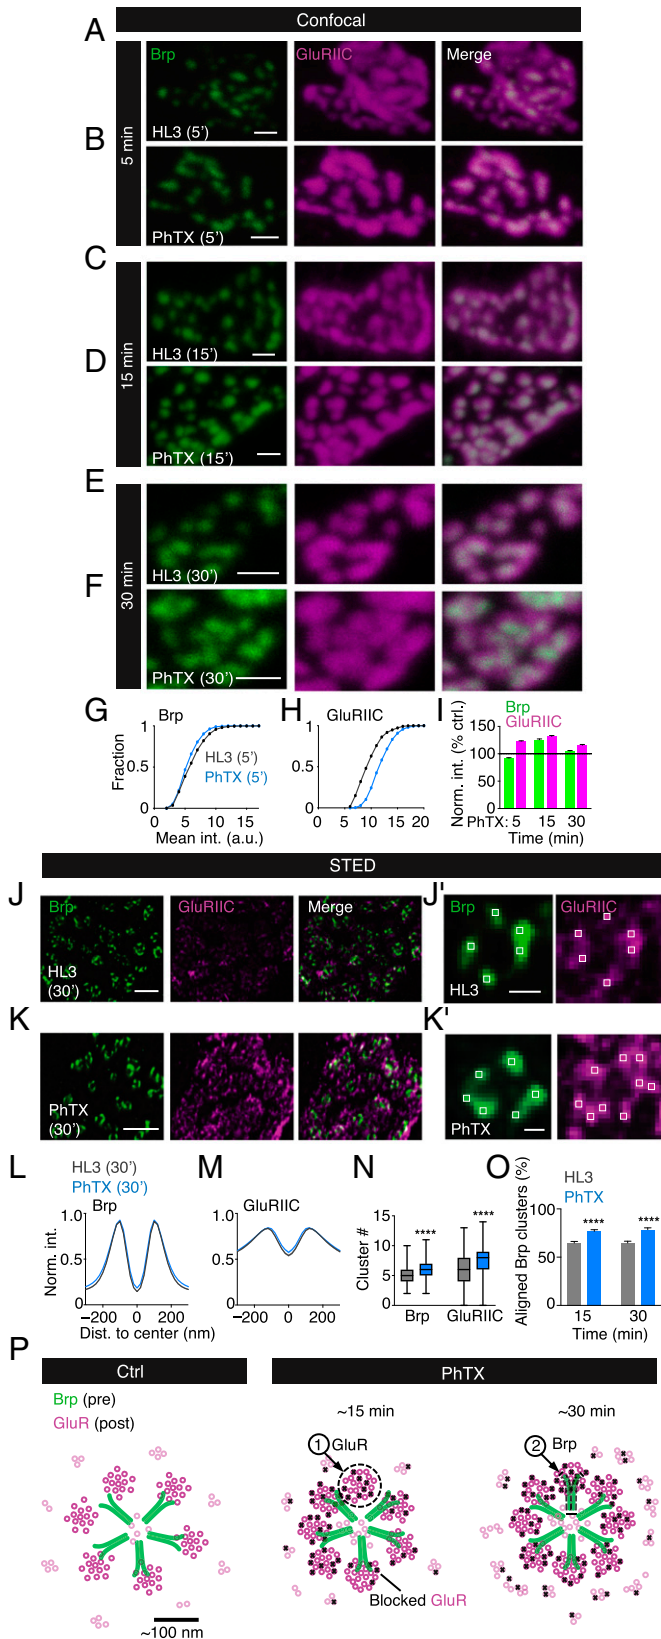 Confocal
A
Brp
GluRIIC
Merge
HL3 (5')
5 min
B
PhTX (5')
C
HL3 (15')
15 min
D
PhTX (15')
E
HL3 (30')
30 min
F
PhTX (30')
G
Brp
1
0.5
0
Fraction
HL3 (5')
PhTX (5')
0 5 10 15
Mean int. (a.u.)
H
GluRIIC
1
0.5
0
0 5 10 15 20
I
Brp
GluRIIC
Norm. int. (% ctrl.)
150
100
50
0
PhTX: 5 15 30
Time (min)
STED
J
Brp
GluRIIC
Merge
HL3
(30')
J'
Brp
GluRIIC
HL3
K
PhTX
(30')
K'
PhTX
L
HL3 (30')
PhTX (30')
Brp
Norm. int.
1.0
0.5
0.0
−200 0 200
Dist. to center (nm)
M
GluRIIC
1.0
0.5
0.0
−200 0 200
N
Cluster #
15
10
5
0
****
****
Brp GluRIIC
O
HL3
PhTX
Aligned Brp clusters (%)
100
50
0
****
****
15 30
Time (min)
P
Ctrl
Brp (pre)
GluR (post)
~100 nm
PhTX
~15 min
1 GluR
Blocked GluR
~30 min
2 Brp